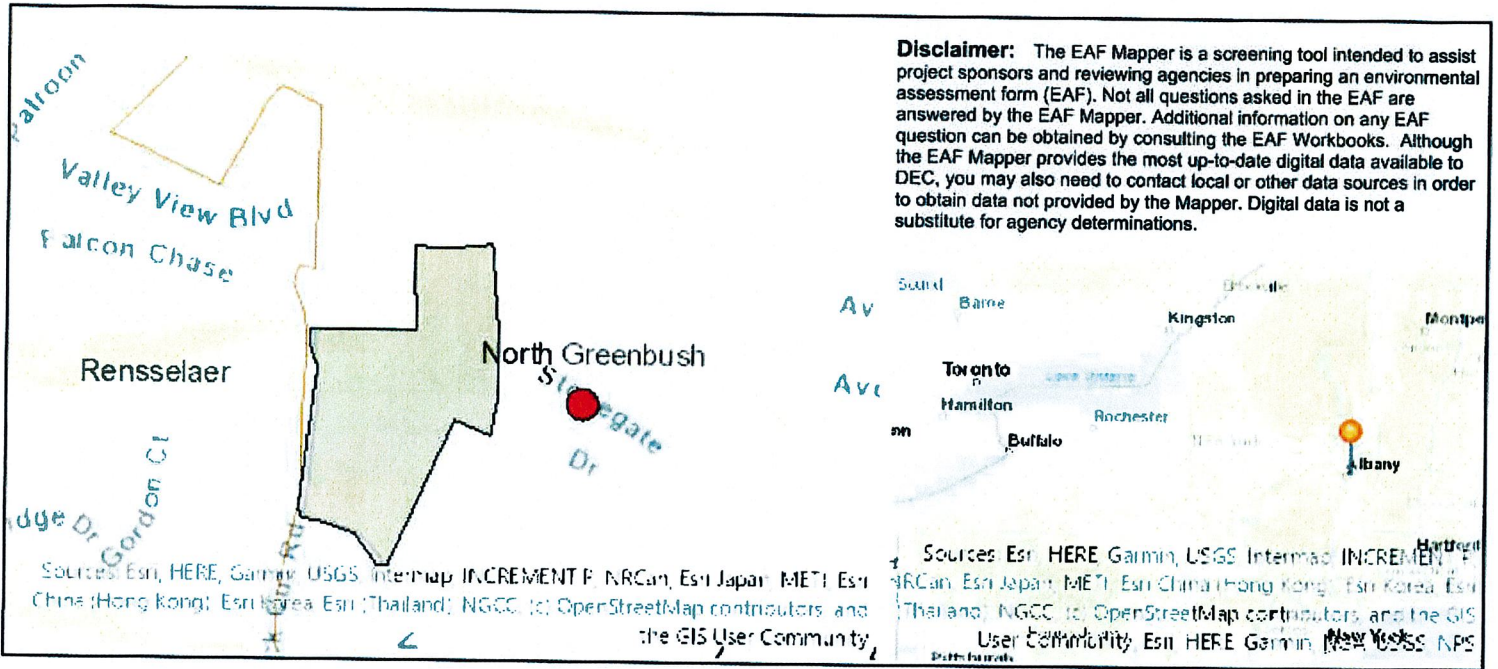 Disclaimer: The EAF Mapper is a screening tool intended to assist
project sponsors and reviewing agencies in preparing an environmental
assessment form (EAF). Not all questions asked in the EAF are
answered by the EAF Mapper. Additional information on any EAF
question can be obtained by consulting the EAF Workbooks. Although
the EAF Mapper provides the most up-to-date digital data available to
DEC, you may also need to contact local or other data sources in order
to obtain data not provided by the Mapper. Digital data is not a
substitute for agency determinations.
Patroon
Valley View Blvd
Falcon Chase
Rensselaer
North Greenbush
Stonegate
Dr
Gordon Ct
Dr
Rd
Sources: Esri, HERE, Garmin, USGS, Intermap, INCREMENT P, NRCan, Esri Japan, METI, Esri
China (Hong Kong), Esri Korea, Esri (Thailand), NGCC, (c) OpenStreetMap contributors, and
the GIS User Community
Av
Barrie
Kingston
Montpe
Toronto
Hamilton
Rochester
Buffalo
Albany
Hartford
Sources: Esri, HERE, Garmin, USGS, Intermap, INCREMENT P,
NRCan, Esri Japan, METI, Esri China (Hong Kong), Esri Korea, Esri
(Thailand), NGCC, (c) OpenStreetMap contributors, and the GIS
User Community, Esri, HERE, Garmin, USGS, NPS
New York
Pittsburgh